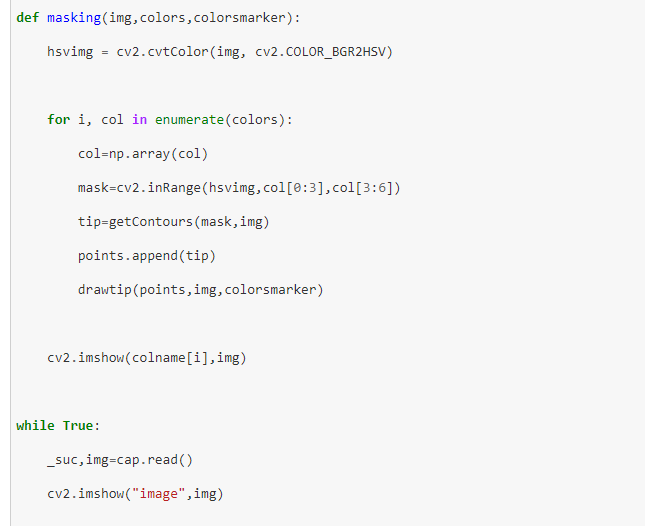 def masking(img,colors,colorsmarker):
    hsvimg = cv2.cvtColor(img, cv2.COLOR_BGR2HSV)
    for i, col in enumerate(colors):
        col=np.array(col)
        mask=cv2.inRange(hsvimg,col[0:3],col[3:6])
        tip=getContours(mask,img)
        points.append(tip)
        drawtip(points,img,colorsmarker)
    cv2.imshow(colname[i],img)
while True:
    _suc,img=cap.read()
    cv2.imshow("image",img)